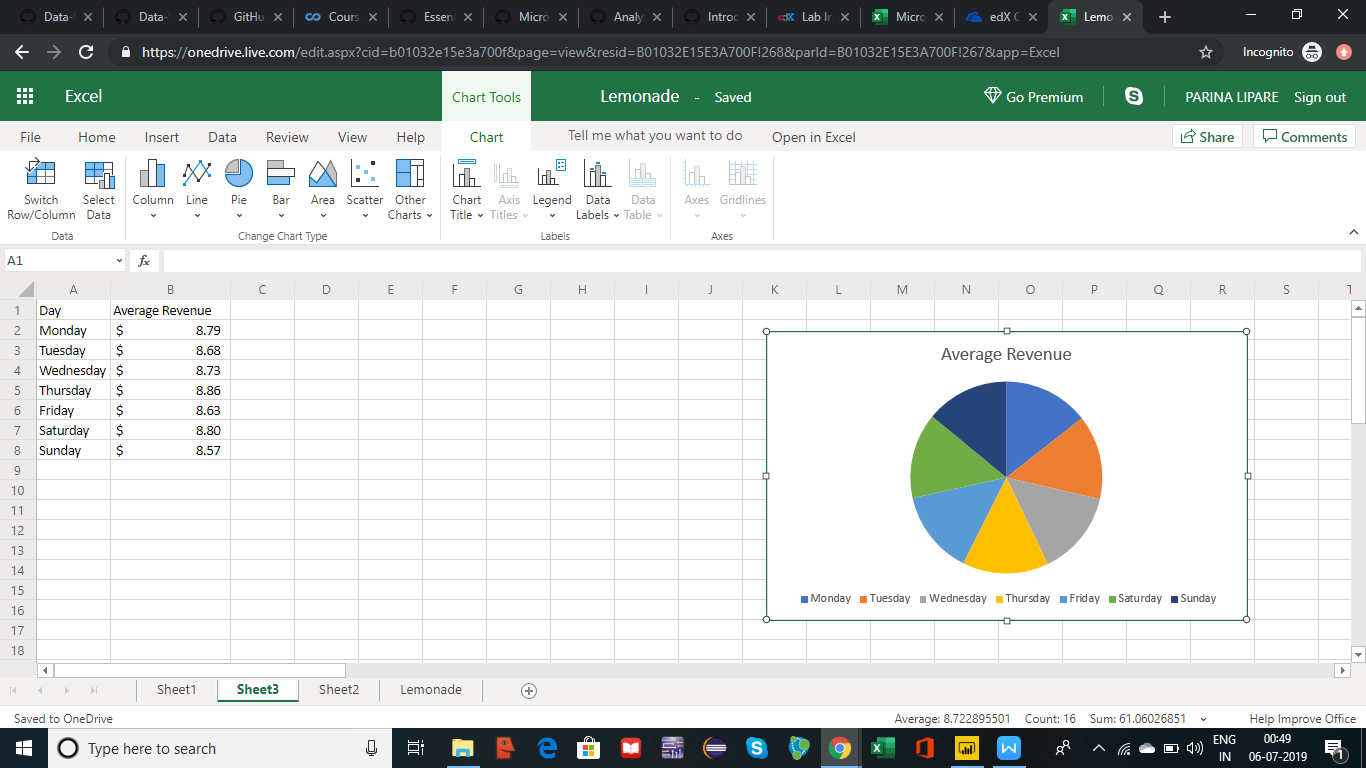 Data-
Data-
GitHu
Cours
Essen
Micro
Analy
Introc
edX Lab In
Micro
edX C
Lemo
https://onedrive.live.com/edit.aspx?cid=b01032e15e3a700f&page=view&resid=B01032E15E3A700F!268&parId=B01032E15E3A700F!267&app=Excel
Incognito
Excel
Chart Tools
Lemonade - Saved
Go Premium
PARINA LIPARE
Sign out
File Home Insert Data Review View Help Chart Tell me what you want to do Open in Excel
Share
Comments
Switch Row/Column
Select Data
Column
Line
Pie
Bar
Area
Scatter
Other Charts
Chart Title
Axis Titles
Legend
Data Labels
Data Table
Axes
Gridlines
Data
Change Chart Type
Labels
Axes
A1
fx
A B C D E F G H I J K L M N O P Q R S T
1 Day Average Revenue
2 Monday $ 8.79
3 Tuesday $ 8.68
4 Wednesday $ 8.73
5 Thursday $ 8.86
6 Friday $ 8.63
7 Saturday $ 8.80
8 Sunday $ 8.57
9
10
11
12
13
14
15
16
17
18
Average Revenue
Monday Tuesday Wednesday Thursday Friday Saturday Sunday
Sheet1 Sheet3 Sheet2 Lemonade
Saved to OneDrive
Average: 8.722895501 Count: 16 Sum: 61.06026851
Help Improve Office
Type here to search
ENG
IN
00:49
06-07-2019
1